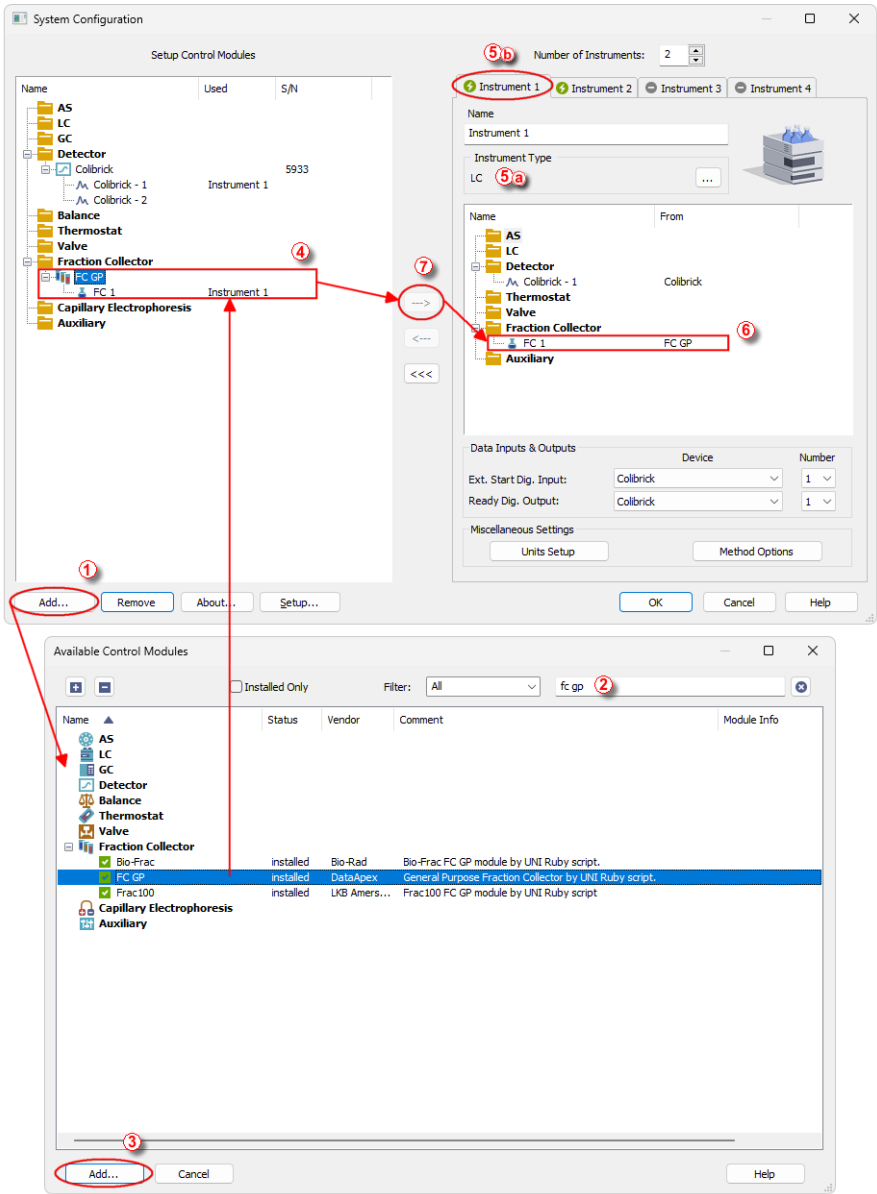 System Configuration
Setup Control Modules
5b Number of Instruments: 2
Name Used S/N
AS
LC
GC
Detector
Colibrick 5933
Colibrick - 1 Instrument 1
Colibrick - 2
Balance
Thermostat
Valve
Fraction Collector
4
FC GP
FC 1 Instrument 1
Capillary Electrophoresis
Auxiliary
7
--->
<---
<<<
Instrument 1 Instrument 2 Instrument 3 Instrument 4
Name
Instrument 1
Instrument Type
LC 5a ...
Name From
AS
LC
Detector
Colibrick - 1 Colibrick
Thermostat
Valve
Fraction Collector
6
FC 1 FC GP
Auxiliary
Data Inputs & Outputs
Device Number
Ext. Start Dig. Input: Colibrick 1
Ready Dig. Output: Colibrick 1
Miscellaneous Settings
Units Setup Method Options
1
Add... Remove About... Setup... OK Cancel Help
Available Control Modules
Installed Only Filter: All fc gp 2
Name Status Vendor Comment Module Info
AS
LC
GC
Detector
Balance
Thermostat
Valve
Fraction Collector
Bio-Frac installed Bio-Rad Bio-Frac FC GP module by UNI Ruby script.
FC GP installed DataApex General Purpose Fraction Collector by UNI Ruby script.
Frac100 installed LKB Amers... Frac100 FC GP module by UNI Ruby script
Capillary Electrophoresis
Auxiliary
3
Add... Cancel Help